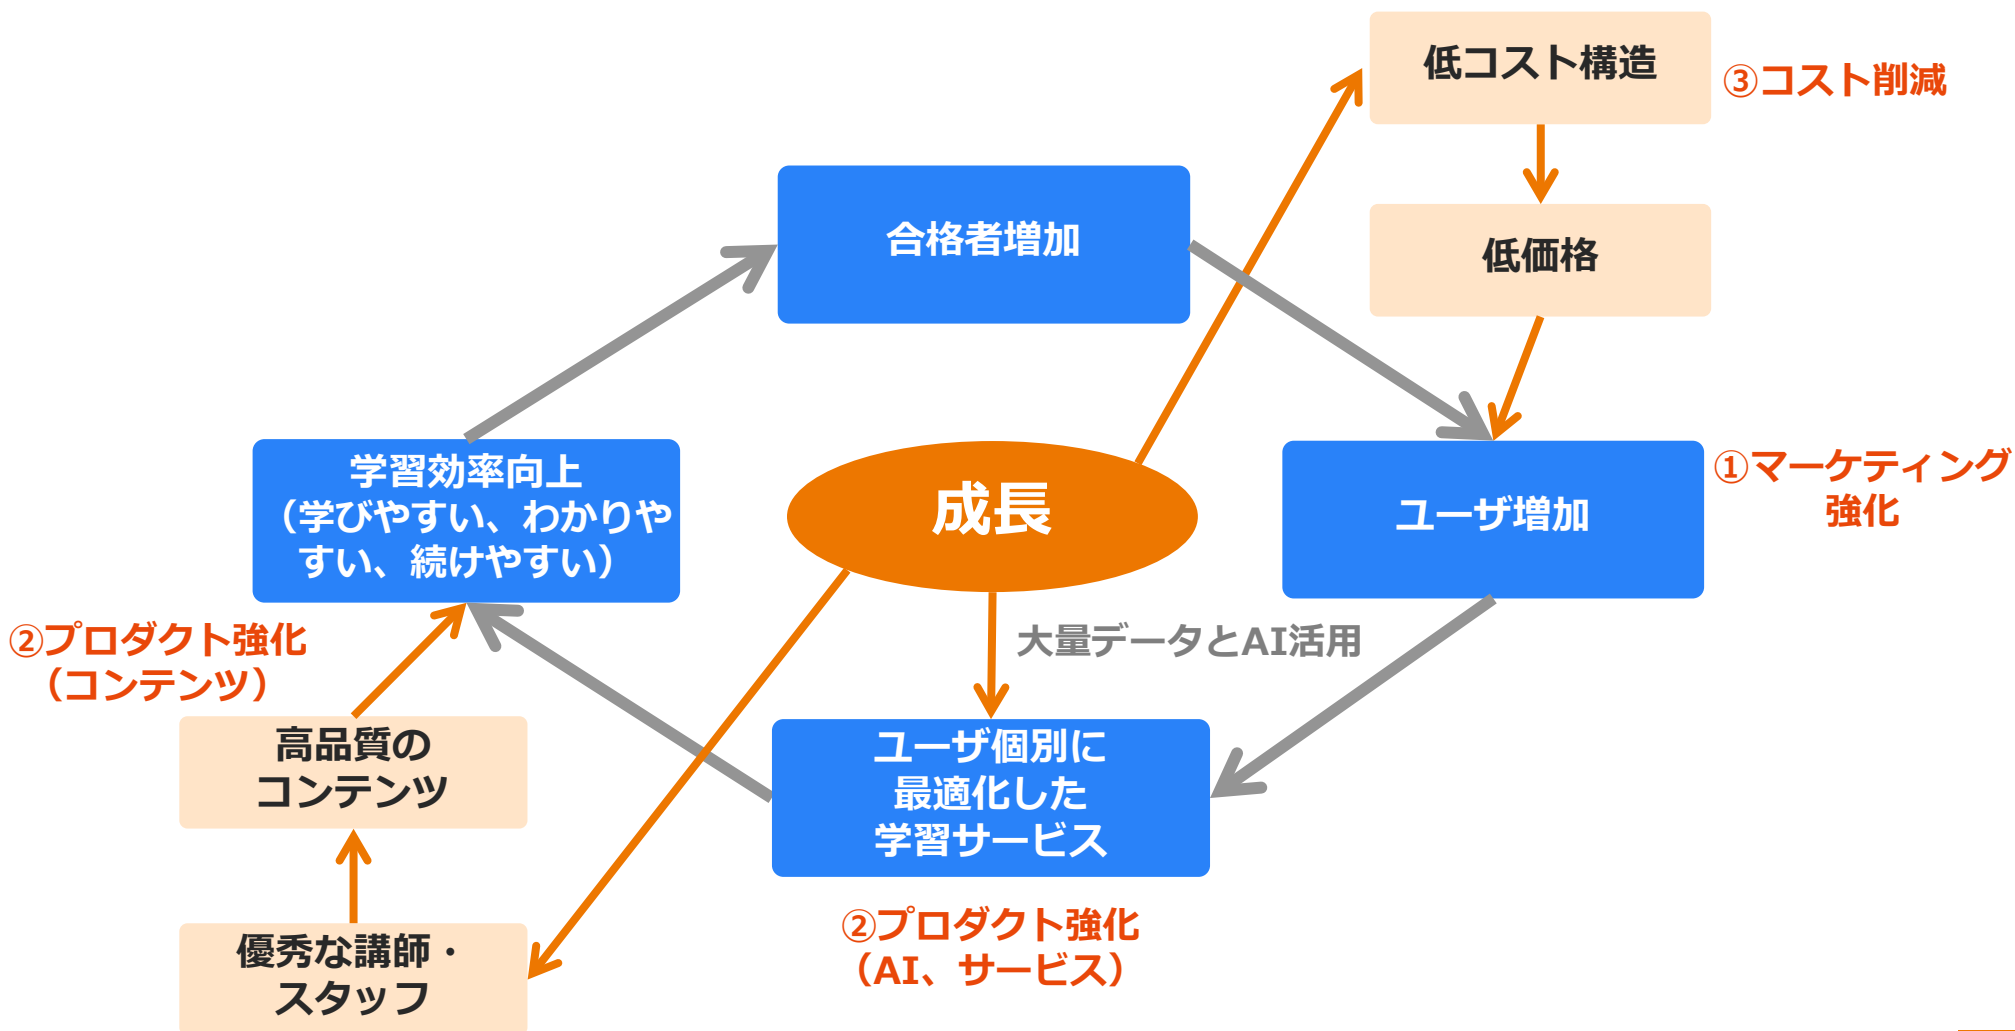 低コスト構造
③コスト削減
合格者増加
低価格
学習効率向上
（学びやすい、わかりや
すい、続けやすい）
成長
ユーザ増加
①マーケティング
強化
大量データとAI活用
②プロダクト強化
（コンテンツ）
高品質の
コンテンツ
ユーザ個別に
最適化した
学習サービス
優秀な講師・
スタッフ
②プロダクト強化
（AI、サービス）